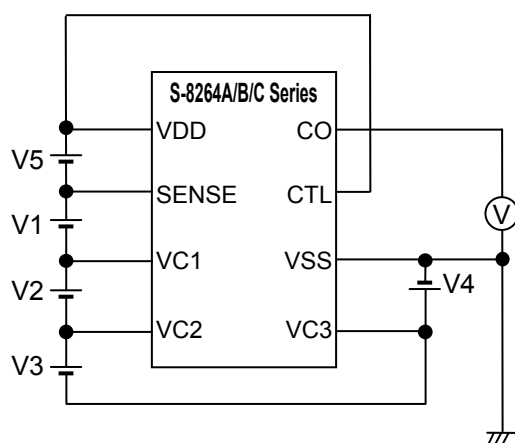 S-8264A/B/C Series
VDD CO
V5
SENSE CTL
V1
V
VC1 VSS
V4
V2
VC2 VC3
V3